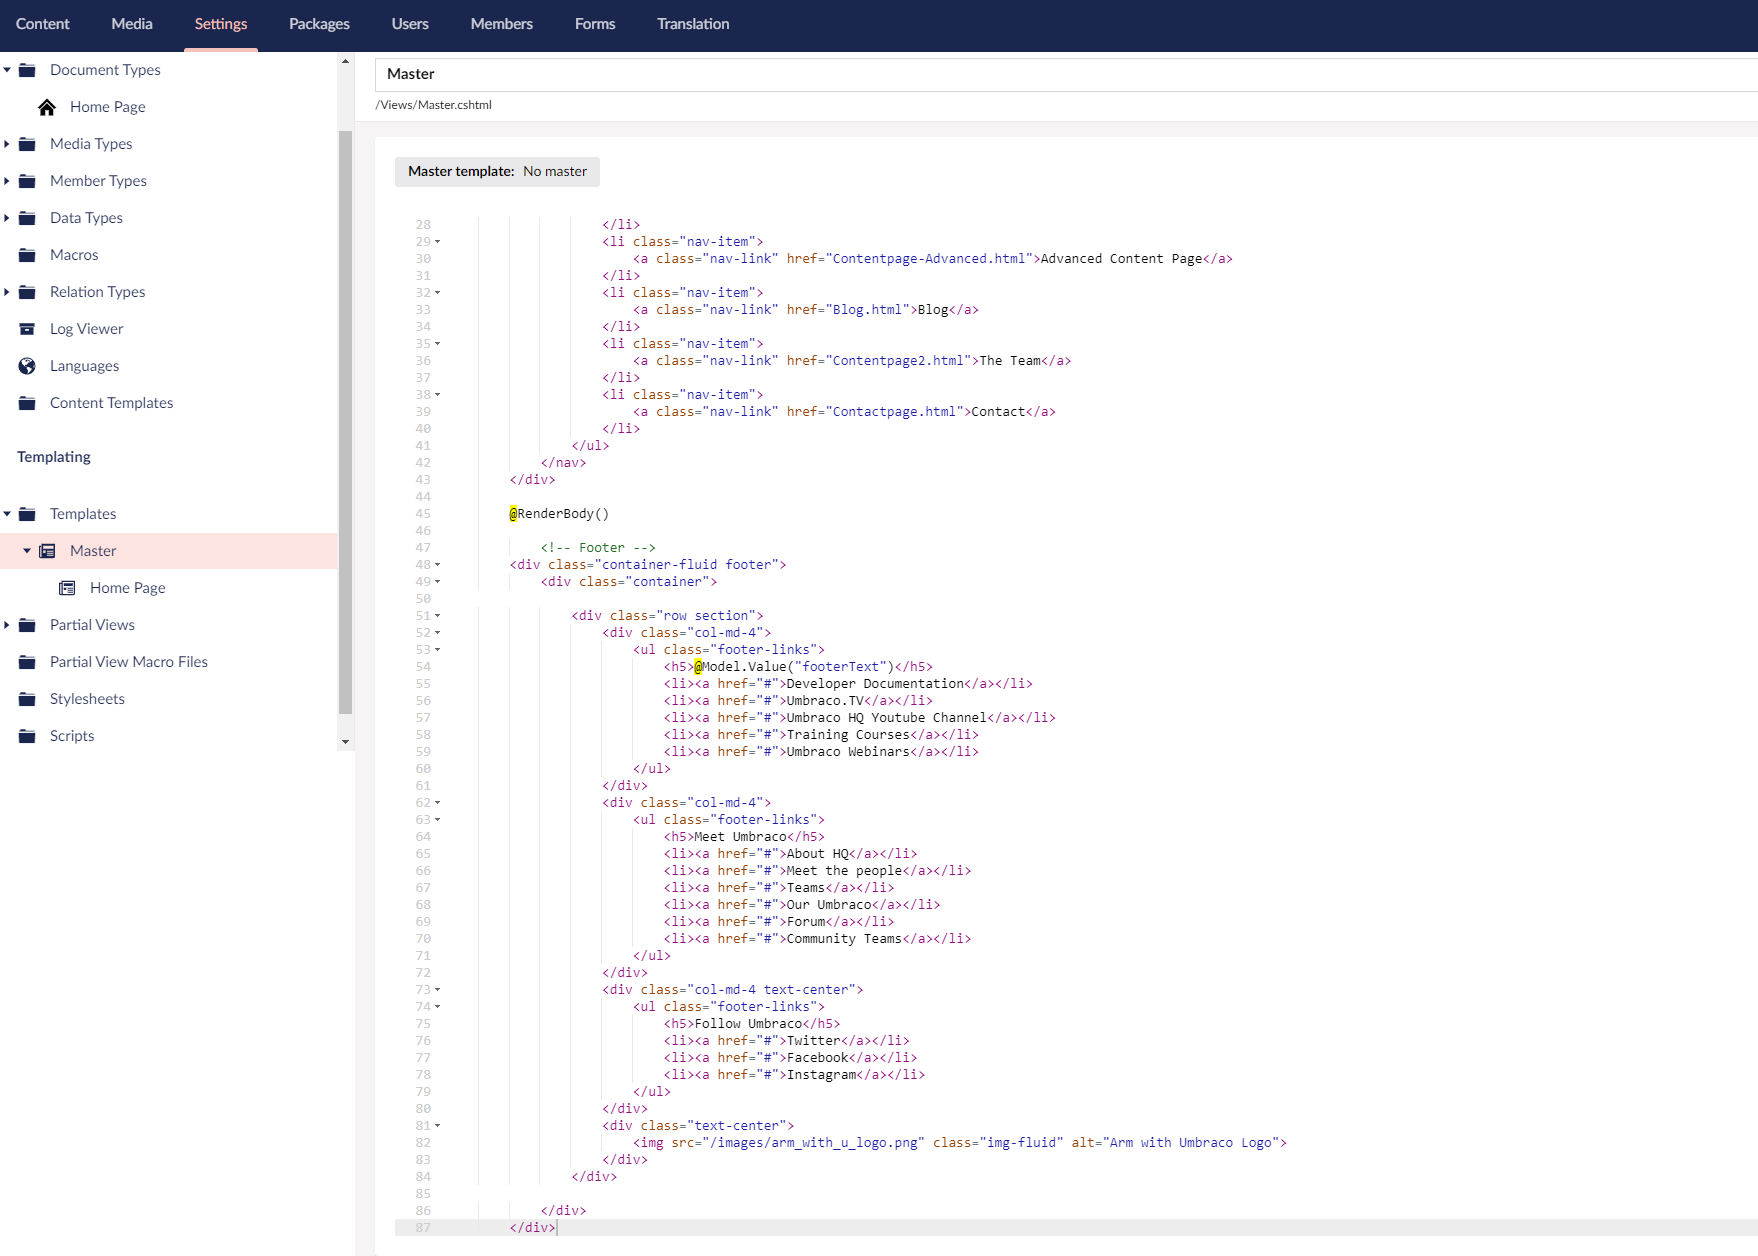 Content Media Settings Packages Users Members Forms Translation
Document Types
Home Page
Media Types
Member Types
Data Types
Macros
Relation Types
Log Viewer
Languages
Content Templates
Templating
Templates
Master
Home Page
Partial Views
Partial View Macro Files
Stylesheets
Scripts
Master
/Views/Master.cshtml
Master template: No master
28 </li>
29 <li class="nav-item">
30 <a class="nav-link" href="Contentpage-Advanced.html">Advanced Content Page</a>
31 </li>
32 <li class="nav-item">
33 <a class="nav-link" href="Blog.html">Blog</a>
34 </li>
35 <li class="nav-item">
36 <a class="nav-link" href="Contentpage2.html">The Team</a>
37 </li>
38 <li class="nav-item">
39 <a class="nav-link" href="Contactpage.html">Contact</a>
40 </li>
41 </ul>
42 </nav>
43 </div>
44
45 @RenderBody()
46
47 <!-- Footer -->
48 <div class="container-fluid footer">
49 <div class="container">
50
51 <div class="row section">
52 <div class="col-md-4">
53 <ul class="footer-links">
54 <h5>@Model.Value("footerText")</h5>
55 <li><a href="#">Developer Documentation</a></li>
56 <li><a href="#">Umbraco.TV</a></li>
57 <li><a href="#">Umbraco HQ Youtube Channel</a></li>
58 <li><a href="#">Training Courses</a></li>
59 <li><a href="#">Umbraco Webinars</a></li>
60 </ul>
61 </div>
62 <div class="col-md-4">
63 <ul class="footer-links">
64 <h5>Meet Umbraco</h5>
65 <li><a href="#">About HQ</a></li>
66 <li><a href="#">Meet the people</a></li>
67 <li><a href="#">Teams</a></li>
68 <li><a href="#">Our Umbraco</a></li>
69 <li><a href="#">Forum</a></li>
70 <li><a href="#">Community Teams</a></li>
71 </ul>
72 </div>
73 <div class="col-md-4 text-center">
74 <ul class="footer-links">
75 <h5>Follow Umbraco</h5>
76 <li><a href="#">Twitter</a></li>
77 <li><a href="#">Facebook</a></li>
78 <li><a href="#">Instagram</a></li>
79 </ul>
80 </div>
81 <div class="text-center">
82 <img src="/images/arm_with_u_logo.png" class="img-fluid" alt="Arm with Umbraco Logo">
83 </div>
84 </div>
85
86 </div>
87 </div>